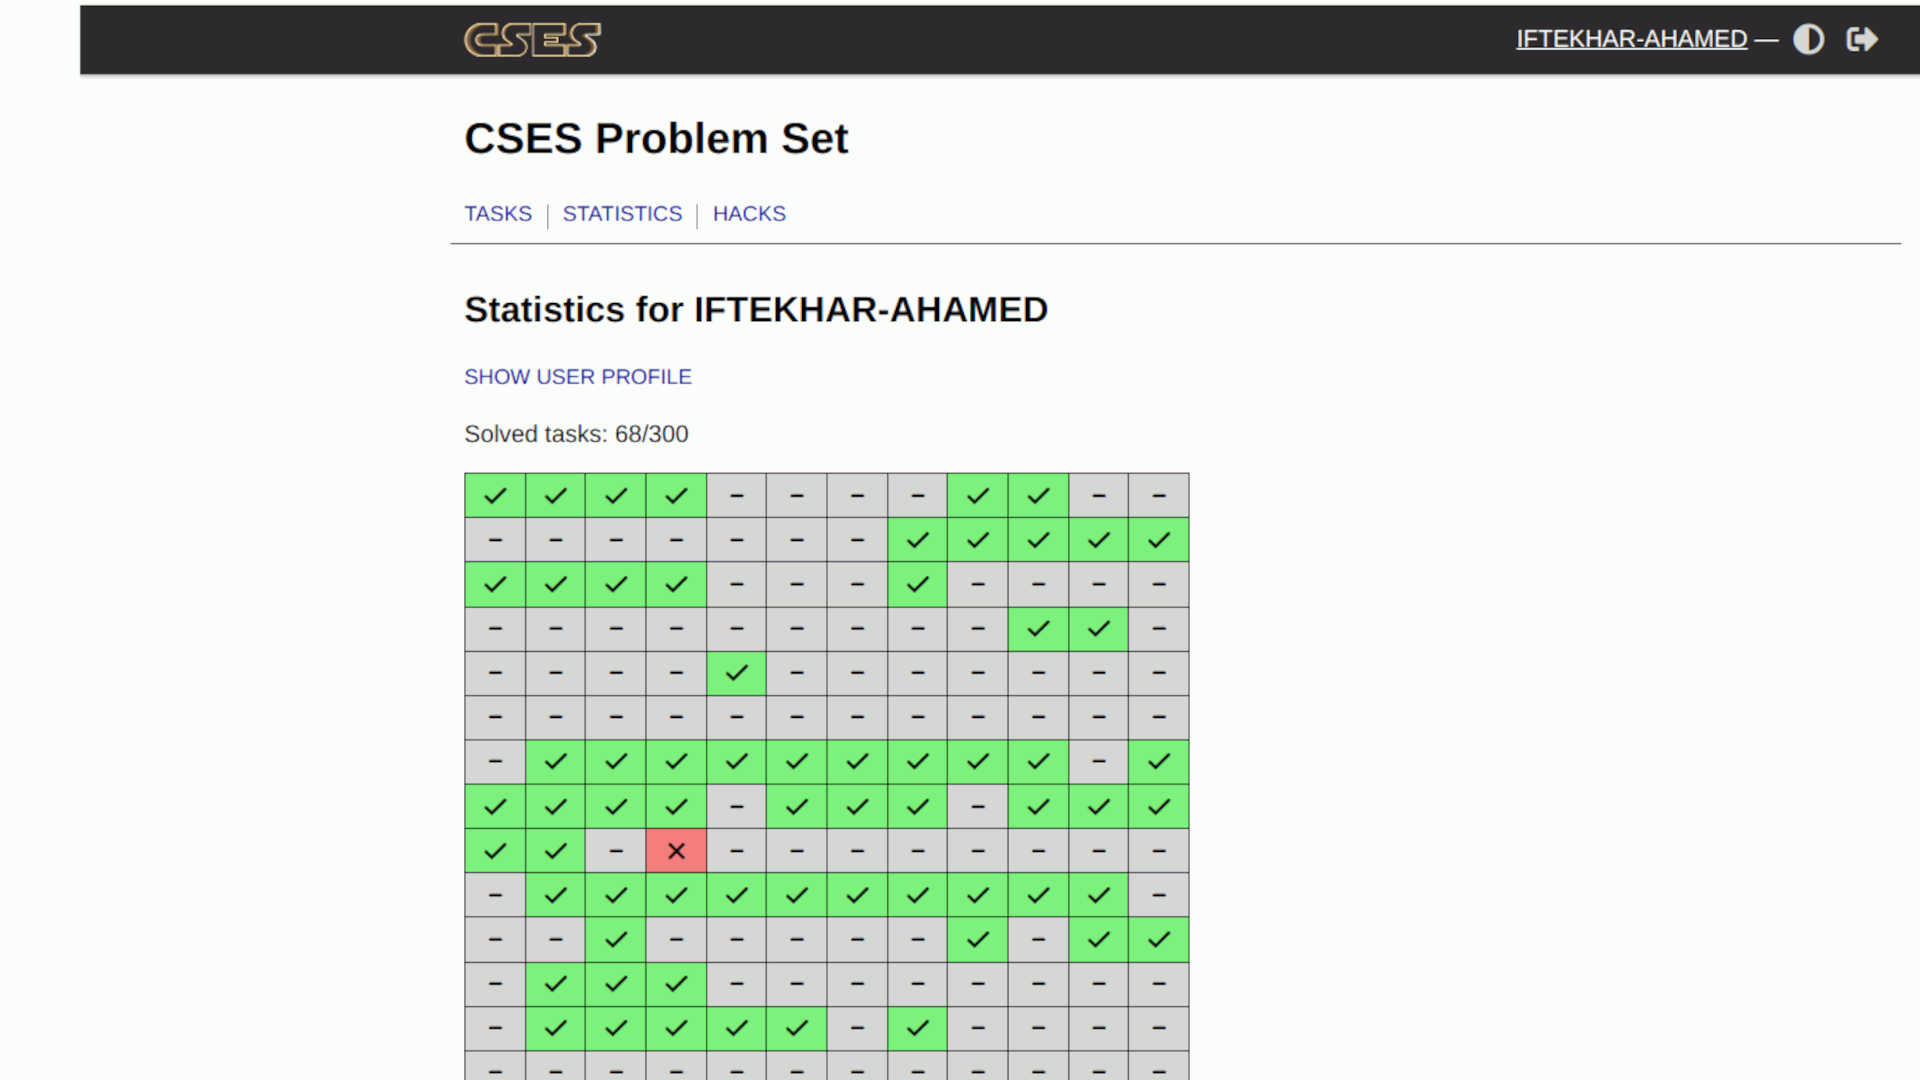 CSES
IFTEKHAR-AHAMED —
CSES Problem Set
TASKS | STATISTICS | HACKS
Statistics for IFTEKHAR-AHAMED
SHOW USER PROFILE
Solved tasks: 68/300
✓ ✓ ✓ ✓ – – – – ✓ ✓ – –
– – – – – – – ✓ ✓ ✓ ✓ ✓
✓ ✓ ✓ ✓ – – – ✓ – – – –
– – – – – – – – – ✓ ✓ –
– – – – ✓ – – – – – – –
– – – – – – – – – – – –
– ✓ ✓ ✓ ✓ ✓ ✓ ✓ ✓ ✓ – ✓
✓ ✓ ✓ ✓ – ✓ ✓ ✓ – ✓ ✓ ✓
✓ ✓ – ✕ – – – – – – – –
– ✓ ✓ ✓ ✓ ✓ ✓ ✓ ✓ ✓ ✓ –
– – ✓ – – – – – ✓ – ✓ ✓
– ✓ ✓ ✓ – – – – – – – –
– ✓ ✓ ✓ ✓ ✓ – ✓ – – – –
– – – – – – – – – – – –